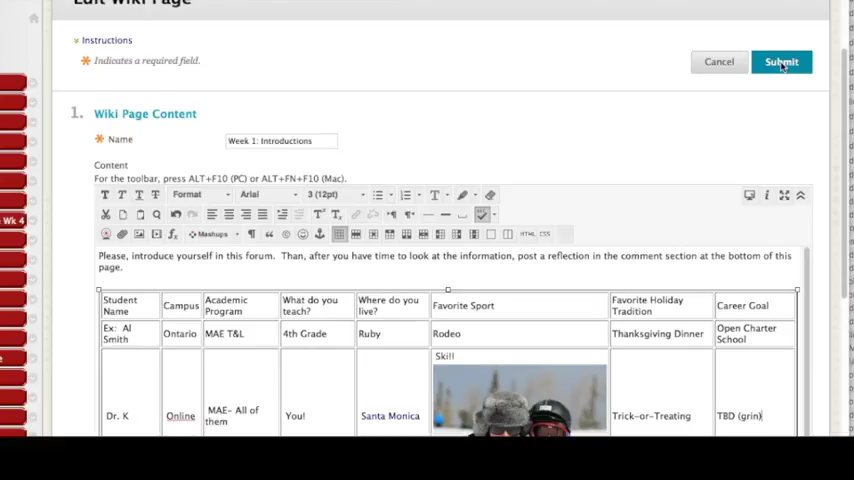 Edit Wiki Page
Instructions
Indicates a required field.
Cancel
Submit
1. Wiki Page Content
Name
Week 1: Introductions
Content
For the toolbar, press ALT+F10 (PC) or ALT+FN+F10 (Mac).
T T T T Format Arial 3 (12pt)
Mashups
HTML CSS
Wk 4
Please, introduce yourself in this forum. Than, after you have time to look at the information, post a reflection in the comment section at the bottom of this
page.
Student Name Campus Academic Program What do you teach? Where do you live? Favorite Sport Favorite Holiday Tradition Career Goal
Ex: Al Smith Ontario MAE T&L 4th Grade Ruby Rodeo Thanksgiving Dinner Open Charter School
Ski!!
Dr. K Online MAE- All of them You! Santa Monica Trick-or-Treating TBD (grin)